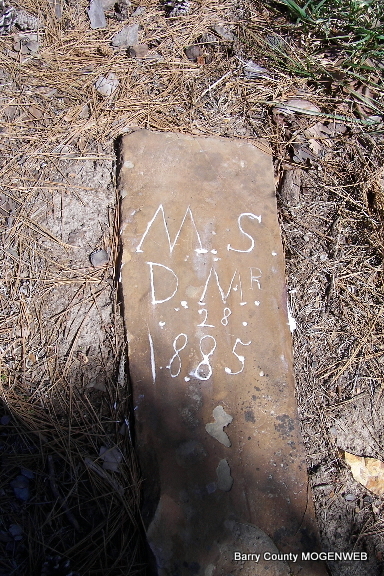 M. S.
D. MR
28.
1885
Barry County MOGENWEB